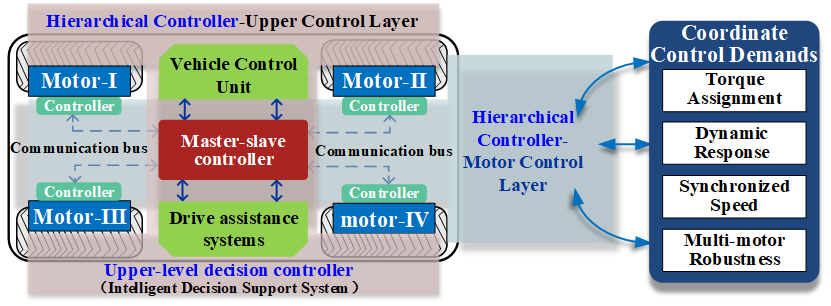 Hierarchical Controller-Upper Control Layer
Motor-I
Controller
Vehicle Control
Unit
Motor-II
Controller
Communication bus
Master-slave
controller
Communication bus
Controller
Motor-III
Drive assistance
systems
Controller
motor-IV
Upper-level decision controller
（Intelligent Decision Support System）
Hierarchical
Controller-
Motor Control
Layer
Coordinate
Control Demands
Torque
Assignment
Dynamic
Response
Synchronized
Speed
Multi-motor
Robustness